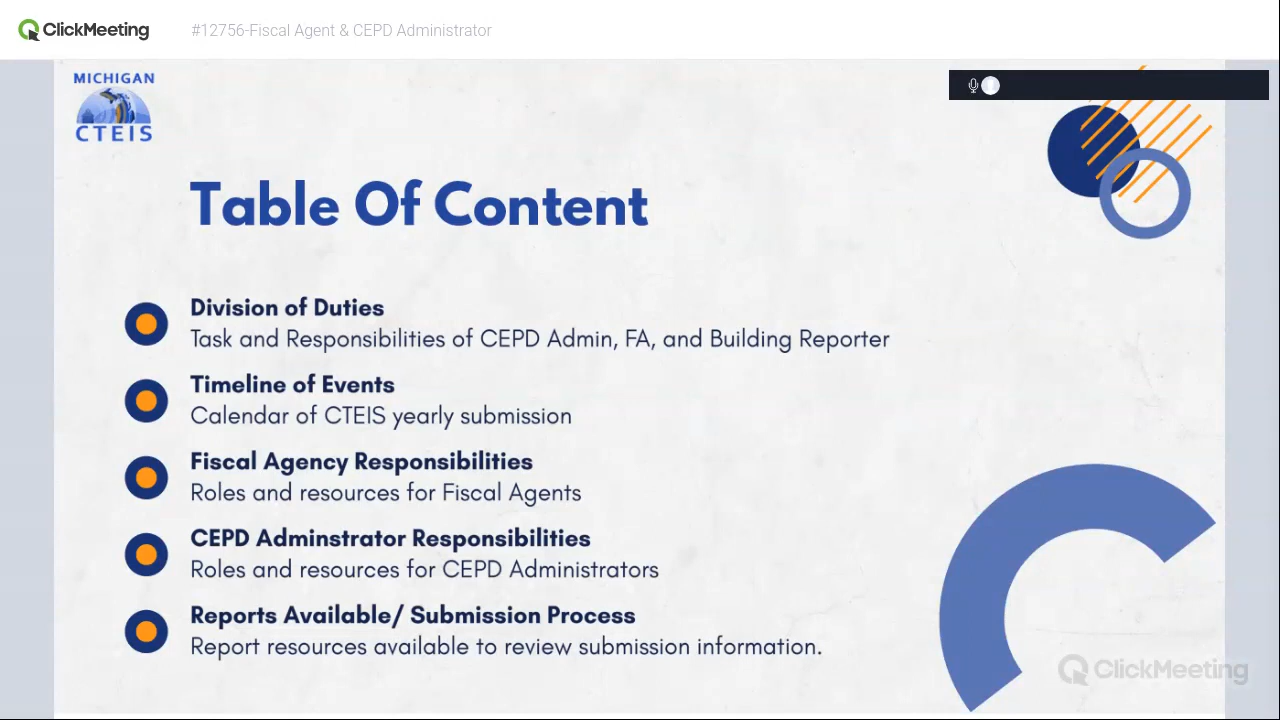 ClickMeeting
#12756-Fiscal Agent & CEPD Administrator
MICHIGAN
CTEIS
Table Of Content
Division of Duties
Task and Responsibilities of CEPD Admin, FA, and Building Reporter
Timeline of Events
Calendar of CTEIS yearly submission
Fiscal Agency Responsibilities
Roles and resources for Fiscal Agents
CEPD Adminstrator Responsibilities
Roles and resources for CEPD Administrators
Reports Available/ Submission Process
Report resources available to review submission information.
ClickMeeting